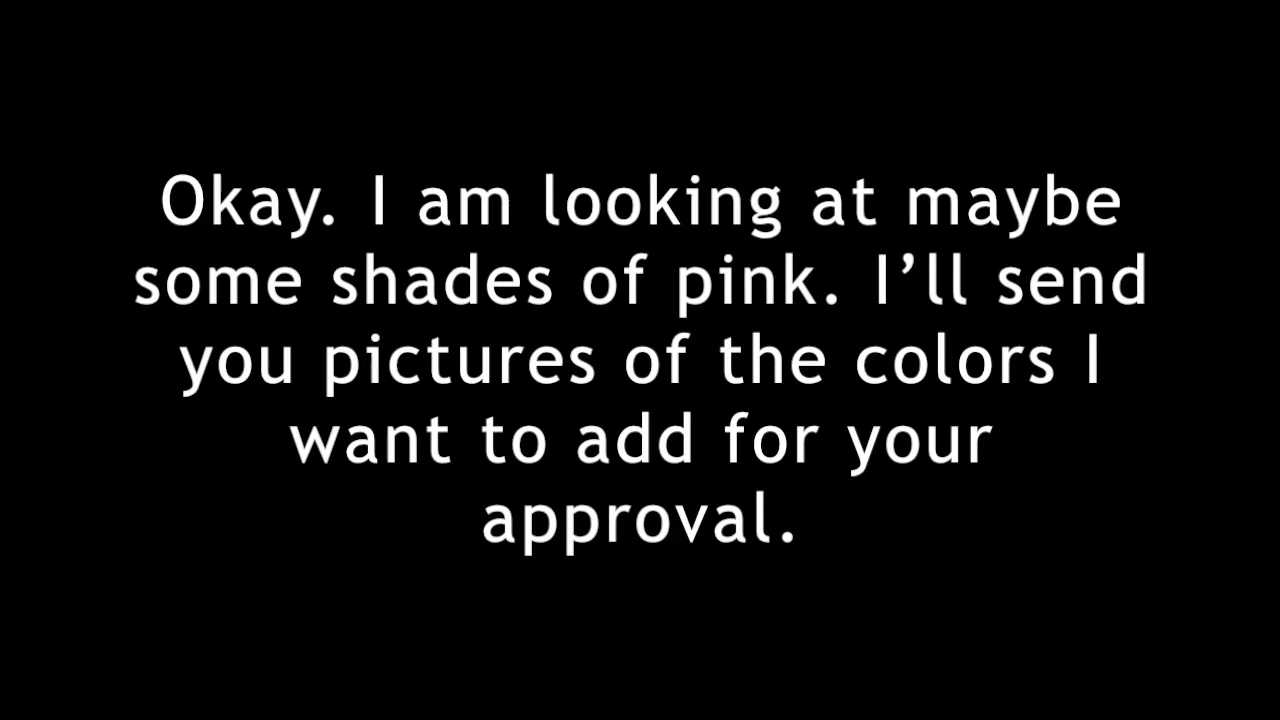 Okay. I am looking at maybe
some shades of pink. I’ll send
you pictures of the colors I
want to add for your
approval.